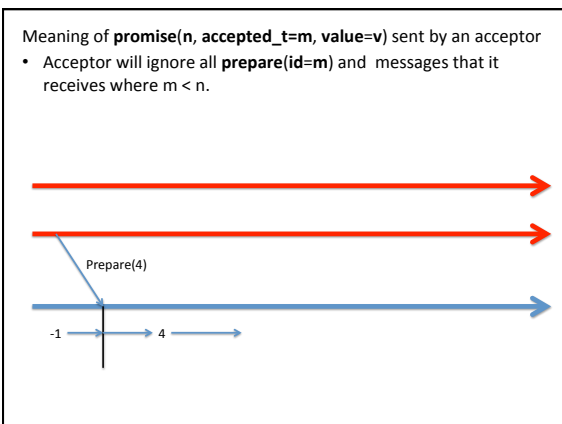 Meaning of promise(n, accepted_t=m, value=v) sent by an acceptor
• Acceptor will ignore all prepare(id=m) and  messages that it
receives where m < n.
Prepare(4)
-1
4